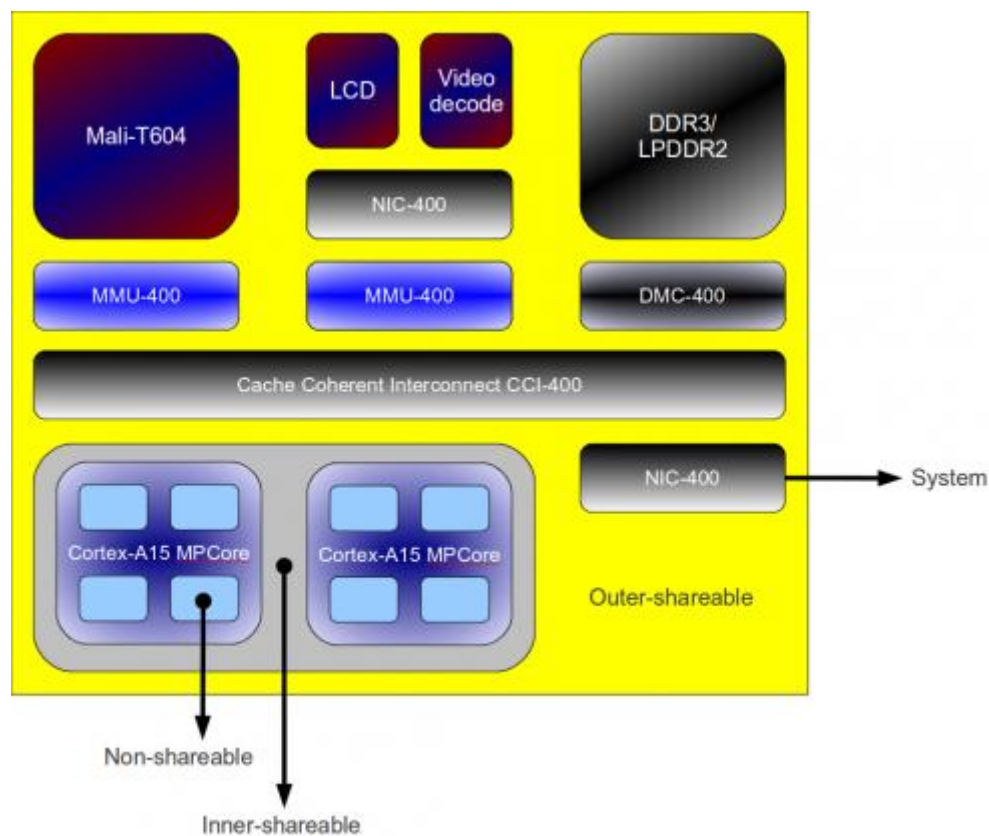 Mali-T604
LCD
Video
decode
DDR3/
LPDDR2
NIC-400
MMU-400
MMU-400
DMC-400
Cache Coherent Interconnect CCI-400
Cortex-A15 MPCore
Cortex-A15 MPCore
NIC-400
System
Outer-shareable
Non-shareable
Inner-shareable